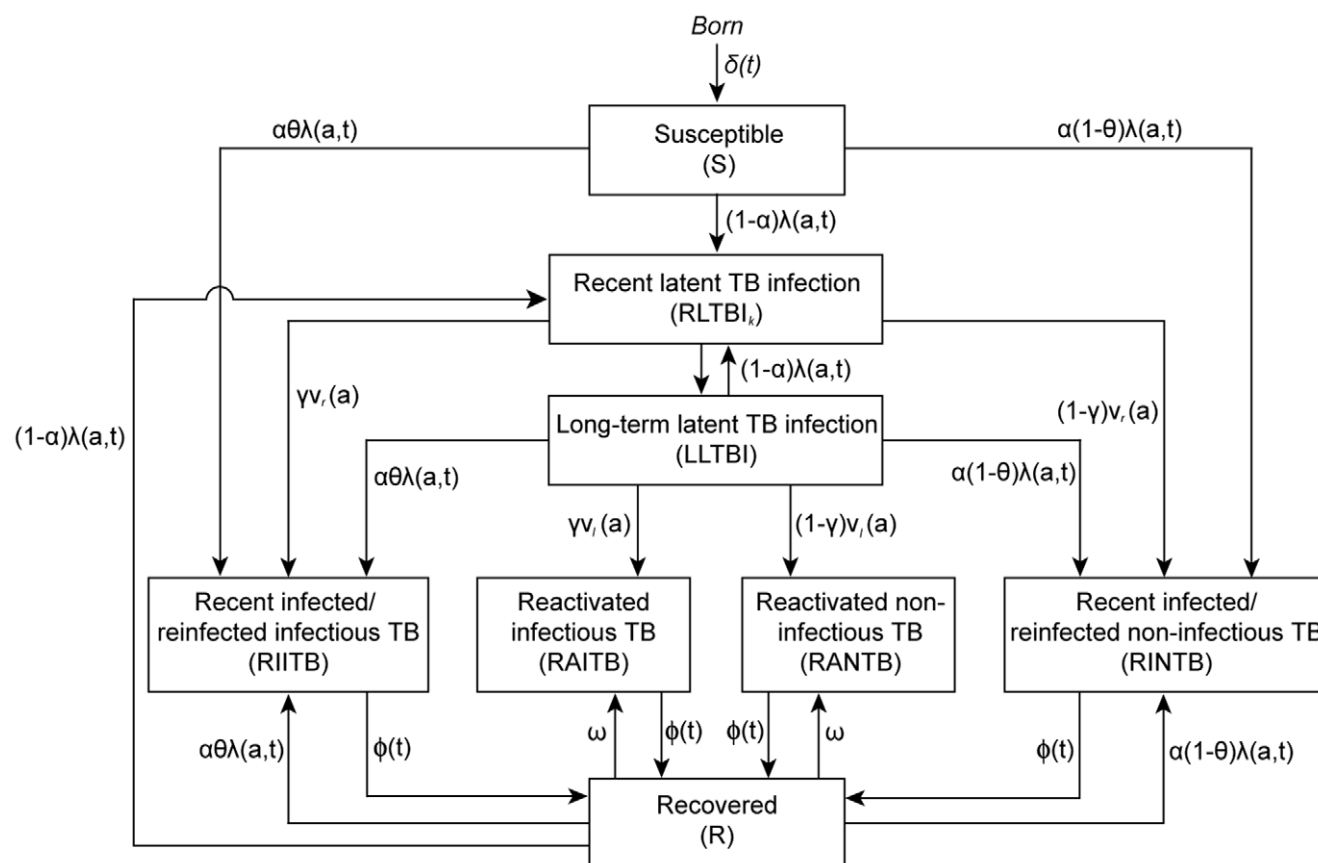 Born
δ(t)
αθλ(a,t)
Susceptible
(S)
α(1-θ)λ(a,t)
(1-α)λ(a,t)
Recent latent TB infection
(RLTBIₖ)
(1-α)λ(a,t)
γvᵣ(a)
(1-γ)vᵣ(a)
(1-α)λ(a,t)
Long-term latent TB infection
(LLTBI)
αθλ(a,t)
α(1-θ)λ(a,t)
γvₗ(a)
(1-γ)vₗ(a)
Recent infected/
reinfected infectious TB
(RIITB)
Reactivated
infectious TB
(RAITB)
Reactivated non-
infectious TB
(RANTB)
Recent infected/
reinfected non-infectious TB
(RINTB)
αθλ(a,t)
ϕ(t)
ω
ϕ(t)
ϕ(t)
ω
ϕ(t)
α(1-θ)λ(a,t)
Recovered
(R)